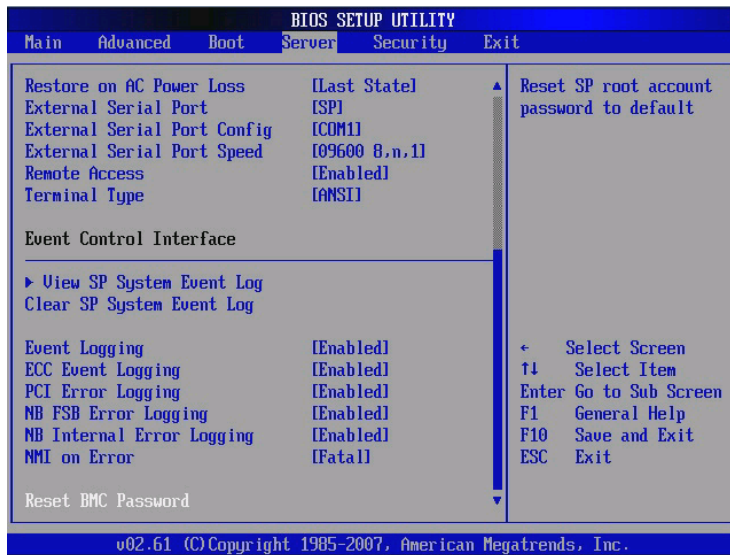 BIOS SETUP UTILITY
Main Advanced Boot Server Security Exit
Restore on AC Power Loss [Last State]
External Serial Port [SP]
External Serial Port Config [COM1]
External Serial Port Speed [09600 8,n,1]
Remote Access [Enabled]
Terminal Type [ANSI]
Event Control Interface
▶ View SP System Event Log
Clear SP System Event Log
Event Logging [Enabled]
ECC Event Logging [Enabled]
PCI Error Logging [Enabled]
NB FSB Error Logging [Enabled]
NB Internal Error Logging [Enabled]
NMI on Error [Fatal]
Reset BMC Password
Reset SP root account
password to default
← Select Screen
↑↓ Select Item
Enter Go to Sub Screen
F1 General Help
F10 Save and Exit
ESC Exit
v02.61 (C)Copyright 1985-2007, American Megatrends, Inc.